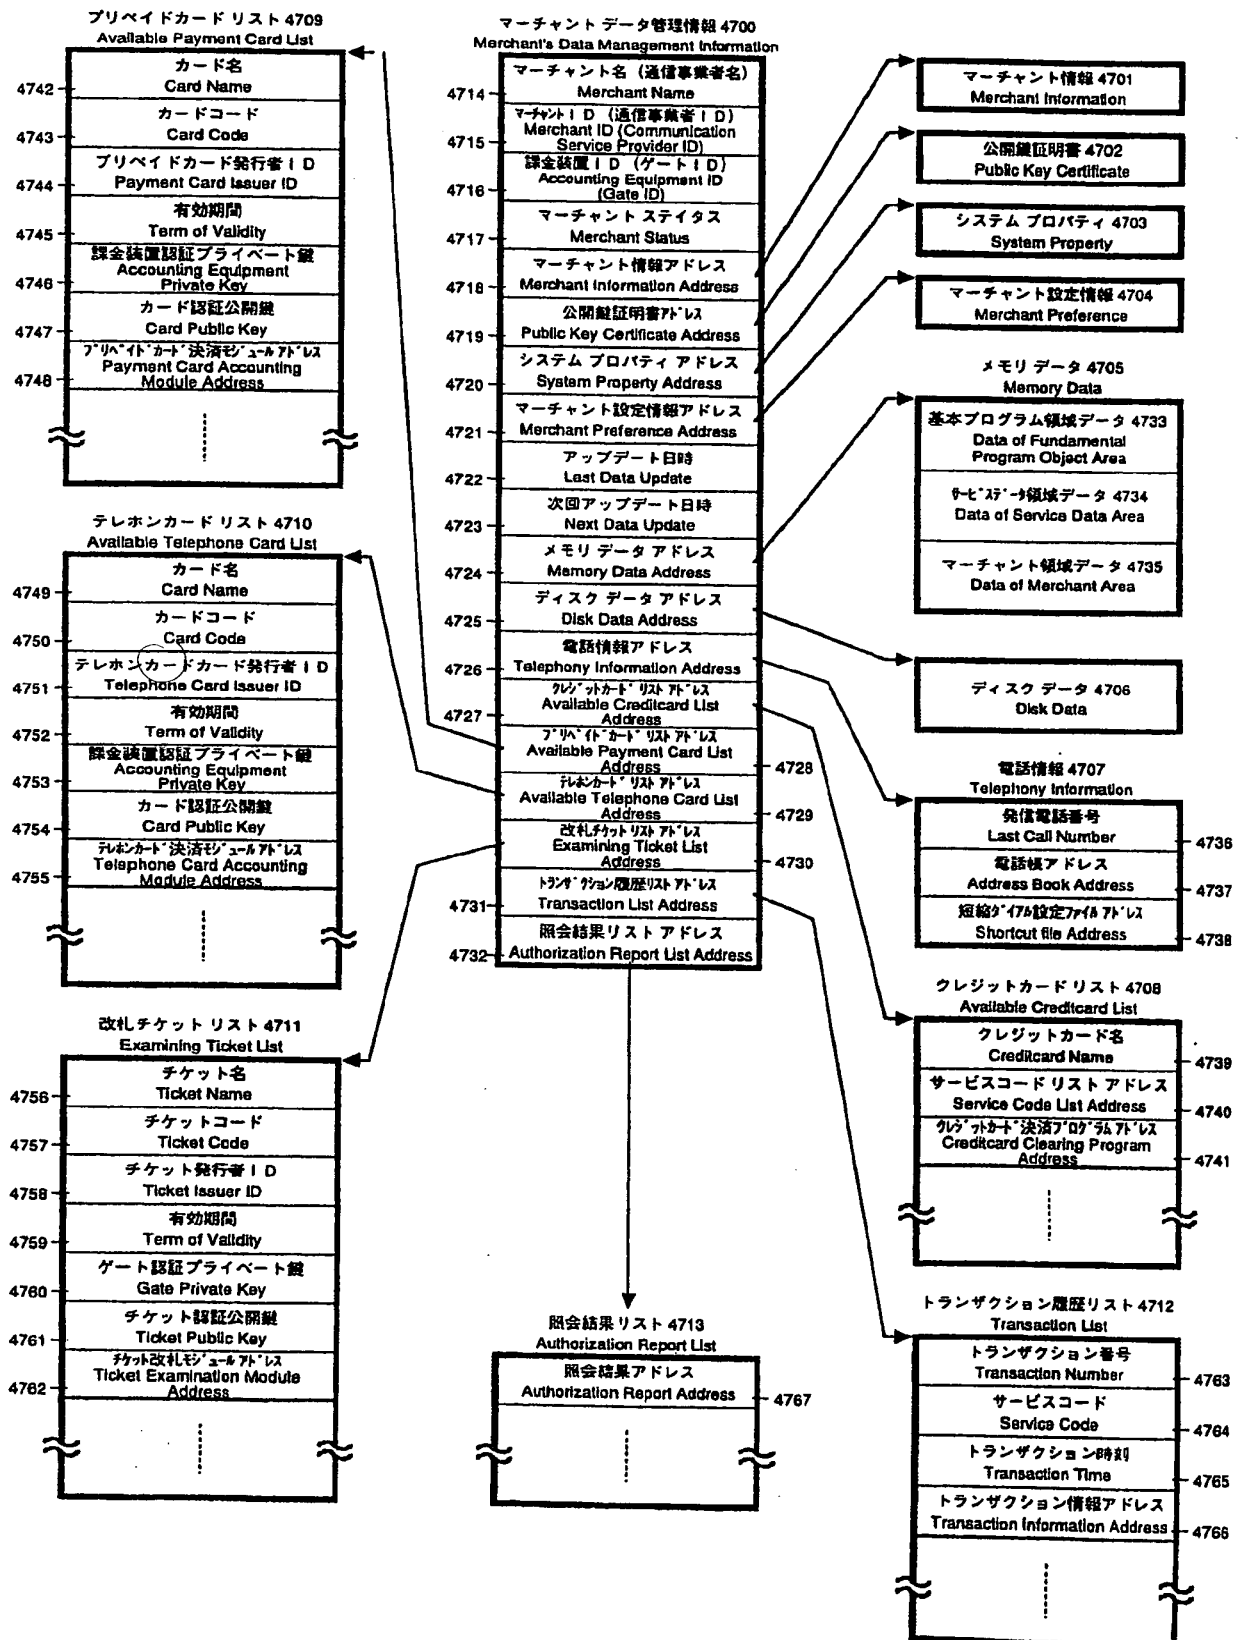 プリペイドカード リスト 4709
Available Payment Card List
カード名
Card Name
4742
カードコード
Card Code
4743
プリペイドカード発行者ID
Payment Card Issuer ID
4744
有効期間
Term of Validity
4745
課金装置認証プライベート鍵
Accounting Equipment
Private Key
4746
カード認証公開鍵
Card Public Key
4747
プリペイドカード決済モジュールアドレス
Payment Card Accounting
Module Address
4748
テレホンカード リスト 4710
Available Telephone Card List
カード名
Card Name
4749
カードコード
Card Code
4750
テレホンカードカード発行者ID
Telephone Card Issuer ID
4751
有効期間
Term of Validity
4752
課金装置認証プライベート鍵
Accounting Equipment
Private Key
4753
カード認証公開鍵
Card Public Key
4754
テレホンカード決済モジュールアドレス
Telephone Card Accounting
Module Address
4755
改札チケット リスト 4711
Examining Ticket List
チケット名
Ticket Name
4756
チケットコード
Ticket Code
4757
チケット発行者ID
Ticket Issuer ID
4758
有効期間
Term of Validity
4759
ゲート認証プライベート鍵
Gate Private Key
4760
チケット認証公開鍵
Ticket Public Key
4761
チケット改札モジュールアドレス
Ticket Examination Module
Address
4762
マーチャント データ管理情報 4700
Merchant's Data Management Information
マーチャント名(通信事業者名)
Merchant Name
4714
マーチャントID(通信事業者ID)
Merchant ID (Communication
Service Provider ID)
4715
課金装置ID(ゲートID)
Accounting Equipment ID
(Gate ID)
4716
マーチャント ステイタス
Merchant Status
4717
マーチャント情報アドレス
Merchant Information Address
4718
公開鍵証明書アドレス
Public Key Certificate Address
4719
システム プロパティ アドレス
System Property Address
4720
マーチャント設定情報アドレス
Merchant Preference Address
4721
アップデート日時
Last Data Update
4722
次回アップデート日時
Next Data Update
4723
メモリ データ アドレス
Memory Data Address
4724
ディスク データ アドレス
Disk Data Address
4725
電話情報アドレス
Telephony Information Address
4726
クレジットカード リスト アドレス
Available Creditcard List
Address
4727
プリペイドカード リスト アドレス
Available Payment Card List
Address
4728
テレホンカード リスト アドレス
Available Telephone Card List
Address
4729
改札チケット リスト アドレス
Examining Ticket List
Address
4730
トランザクション履歴リスト アドレス
Transaction List Address
4731
照会結果リスト アドレス
Authorization Report List Address
4732
照会結果リスト 4713
Authorization Report List
照会結果アドレス
Authorization Report Address
4767
マーチャント情報 4701
Merchant Information
公開鍵証明書 4702
Public Key Certificate
システム プロパティ 4703
System Property
マーチャント設定情報 4704
Merchant Preference
メモリ データ 4705
Memory Data
基本プログラム領域データ 4733
Data of Fundamental
Program Object Area
サービスデータ領域データ 4734
Data of Service Data Area
マーチャント領域データ 4735
Data of Merchant Area
ディスク データ 4706
Disk Data
電話情報 4707
Telephony Information
発信電話番号
Last Call Number
4736
電話帳アドレス
Address Book Address
4737
短縮ダイアル設定ファイル アドレス
Shortcut file Address
4738
クレジットカード リスト 4708
Available Creditcard List
クレジットカード名
Creditcard Name
4739
サービスコード リスト アドレス
Service Code List Address
4740
クレジットカード決済プログラム アドレス
Creditcard Clearing Program
Address
4741
トランザクション履歴リスト 4712
Transaction List
トランザクション番号
Transaction Number
4763
サービスコード
Service Code
4764
トランザクション時刻
Transaction Time
4765
トランザクション情報アドレス
Transaction Information Address
4766